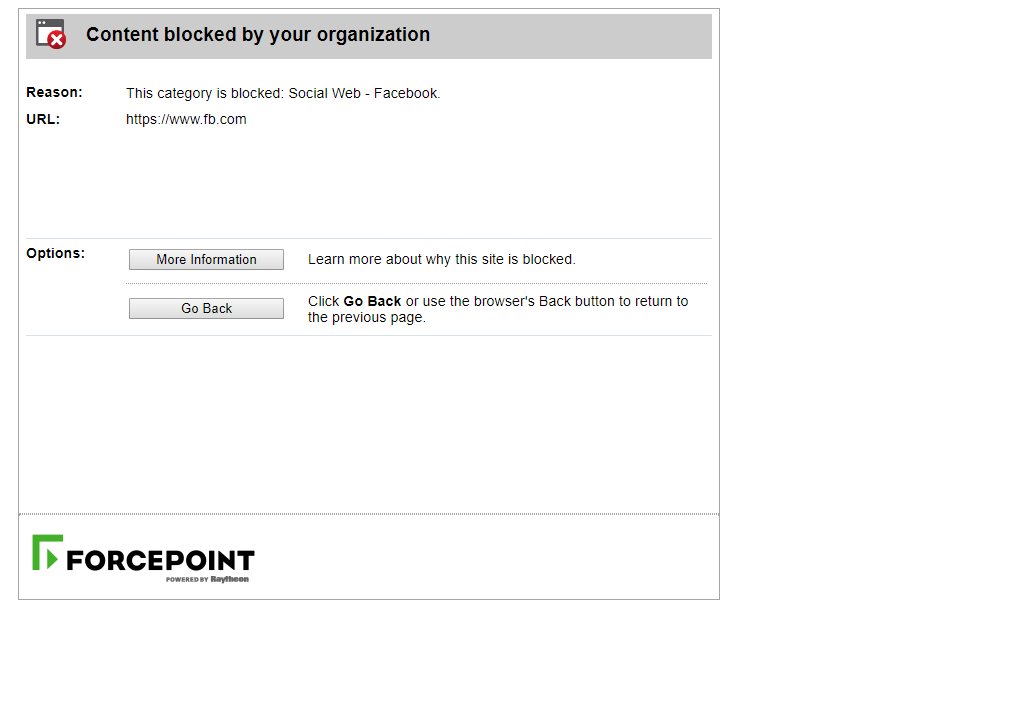 Content blocked by your organization
Reason: This category is blocked: Social Web - Facebook.
URL: https://www.fb.com
Options: More Information Learn more about why this site is blocked.
Go Back Click Go Back or use the browser's Back button to return to
the previous page.
FORCEPOINT
POWERED BY Raytheon